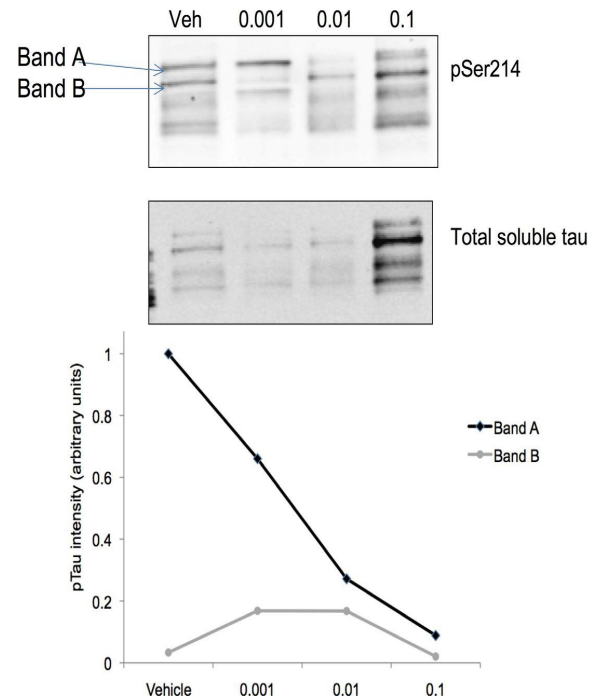 Veh 0.001 0.01 0.1
Band A
Band B
pSer214
Total soluble tau
pTau intensity (arbitrary units)
1
0.8
0.6
0.4
0.2
0
Vehicle 0.001 0.01 0.1
Band A
Band B